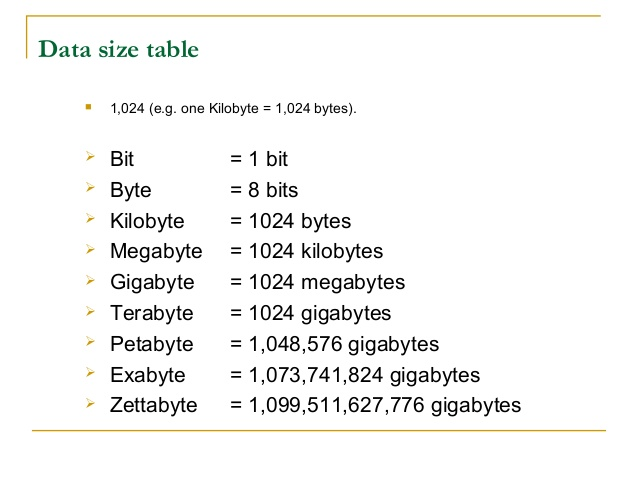 Data size table
1,024 (e.g. one Kilobyte = 1,024 bytes).
Bit = 1 bit
Byte = 8 bits
Kilobyte = 1024 bytes
Megabyte = 1024 kilobytes
Gigabyte = 1024 megabytes
Terabyte = 1024 gigabytes
Petabyte = 1,048,576 gigabytes
Exabyte = 1,073,741,824 gigabytes
Zettabyte = 1,099,511,627,776 gigabytes